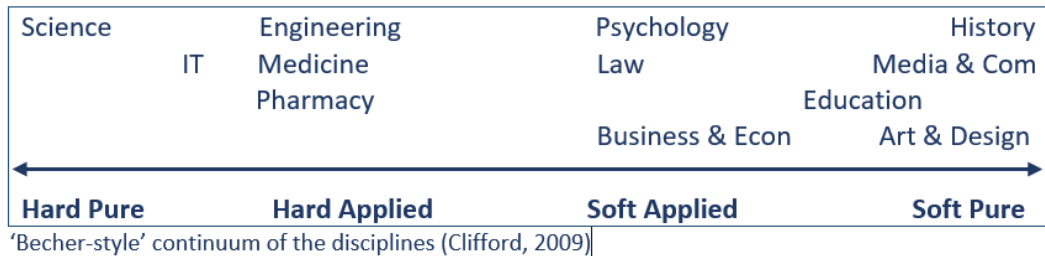 Science Engineering Psychology History
IT Medicine Law Media & Com
Pharmacy Education
Business & Econ Art & Design
Hard Pure Hard Applied Soft Applied Soft Pure
‘Becher-style’ continuum of the disciplines (Clifford, 2009)